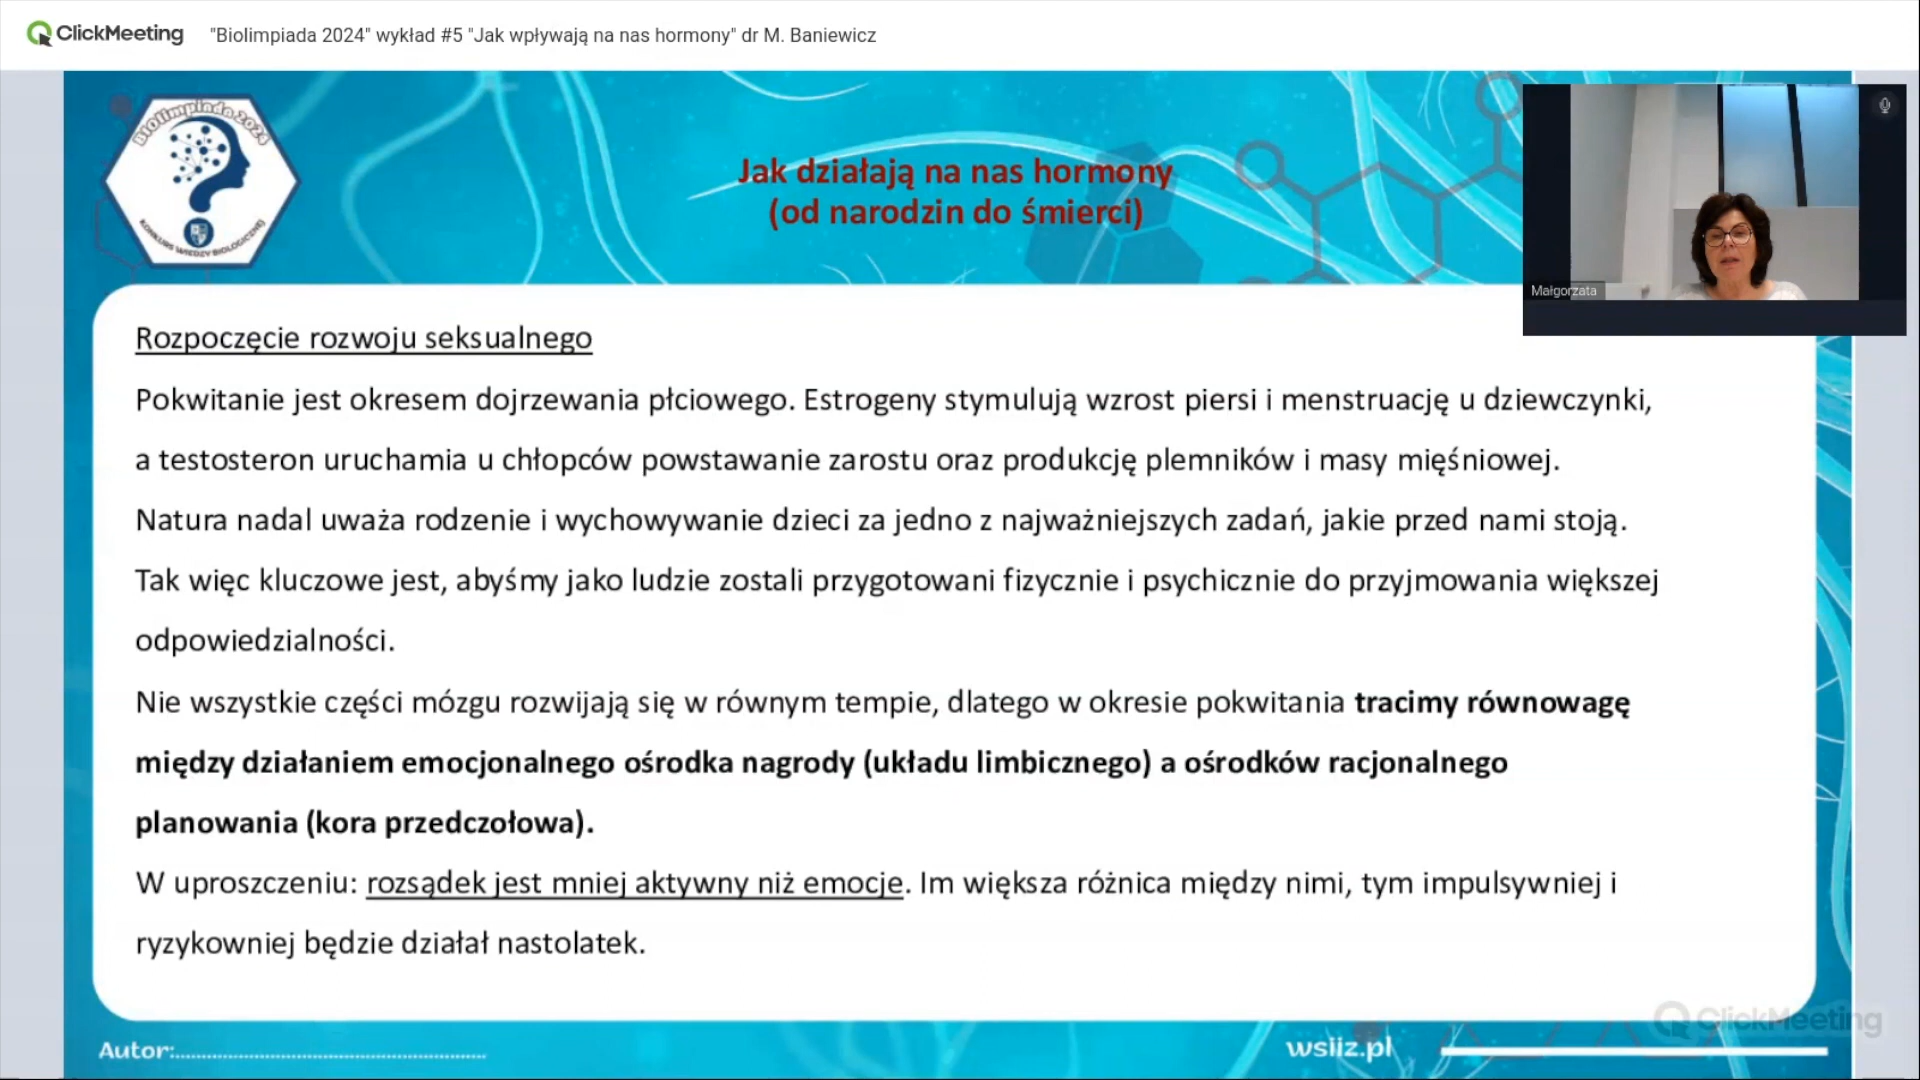 ClickMeeting "Biolimpiada 2024" wykład #5 "Jak wpływają na nas hormony" dr M. Baniewicz
Biolimpiada 2024
KONKURS WIEDZY BIOLOGICZNEJ
Jak działają na nas hormony
(od narodzin do śmierci)
Małgorzata
Rozpoczęcie rozwoju seksualnego
Pokwitanie jest okresem dojrzewania płciowego. Estrogeny stymulują wzrost piersi i menstruację u dziewczynki,
a testosteron uruchamia u chłopców powstawanie zarostu oraz produkcję plemników i masy mięśniowej.
Natura nadal uważa rodzenie i wychowywanie dzieci za jedno z najważniejszych zadań, jakie przed nami stoją.
Tak więc kluczowe jest, abyśmy jako ludzie zostali przygotowani fizycznie i psychicznie do przyjmowania większej
odpowiedzialności.
Nie wszystkie części mózgu rozwijają się w równym tempie, dlatego w okresie pokwitania tracimy równowagę
między działaniem emocjonalnego ośrodka nagrody (układu limbicznego) a ośrodków racjonalnego
planowania (kora przedczołowa).
W uproszczeniu: rozsądek jest mniej aktywny niż emocje. Im większa różnica między nimi, tym impulsywniej i
ryzykowniej będzie działał nastolatek.
ClickMeeting
Autor:......................................................
wsiiz.pl